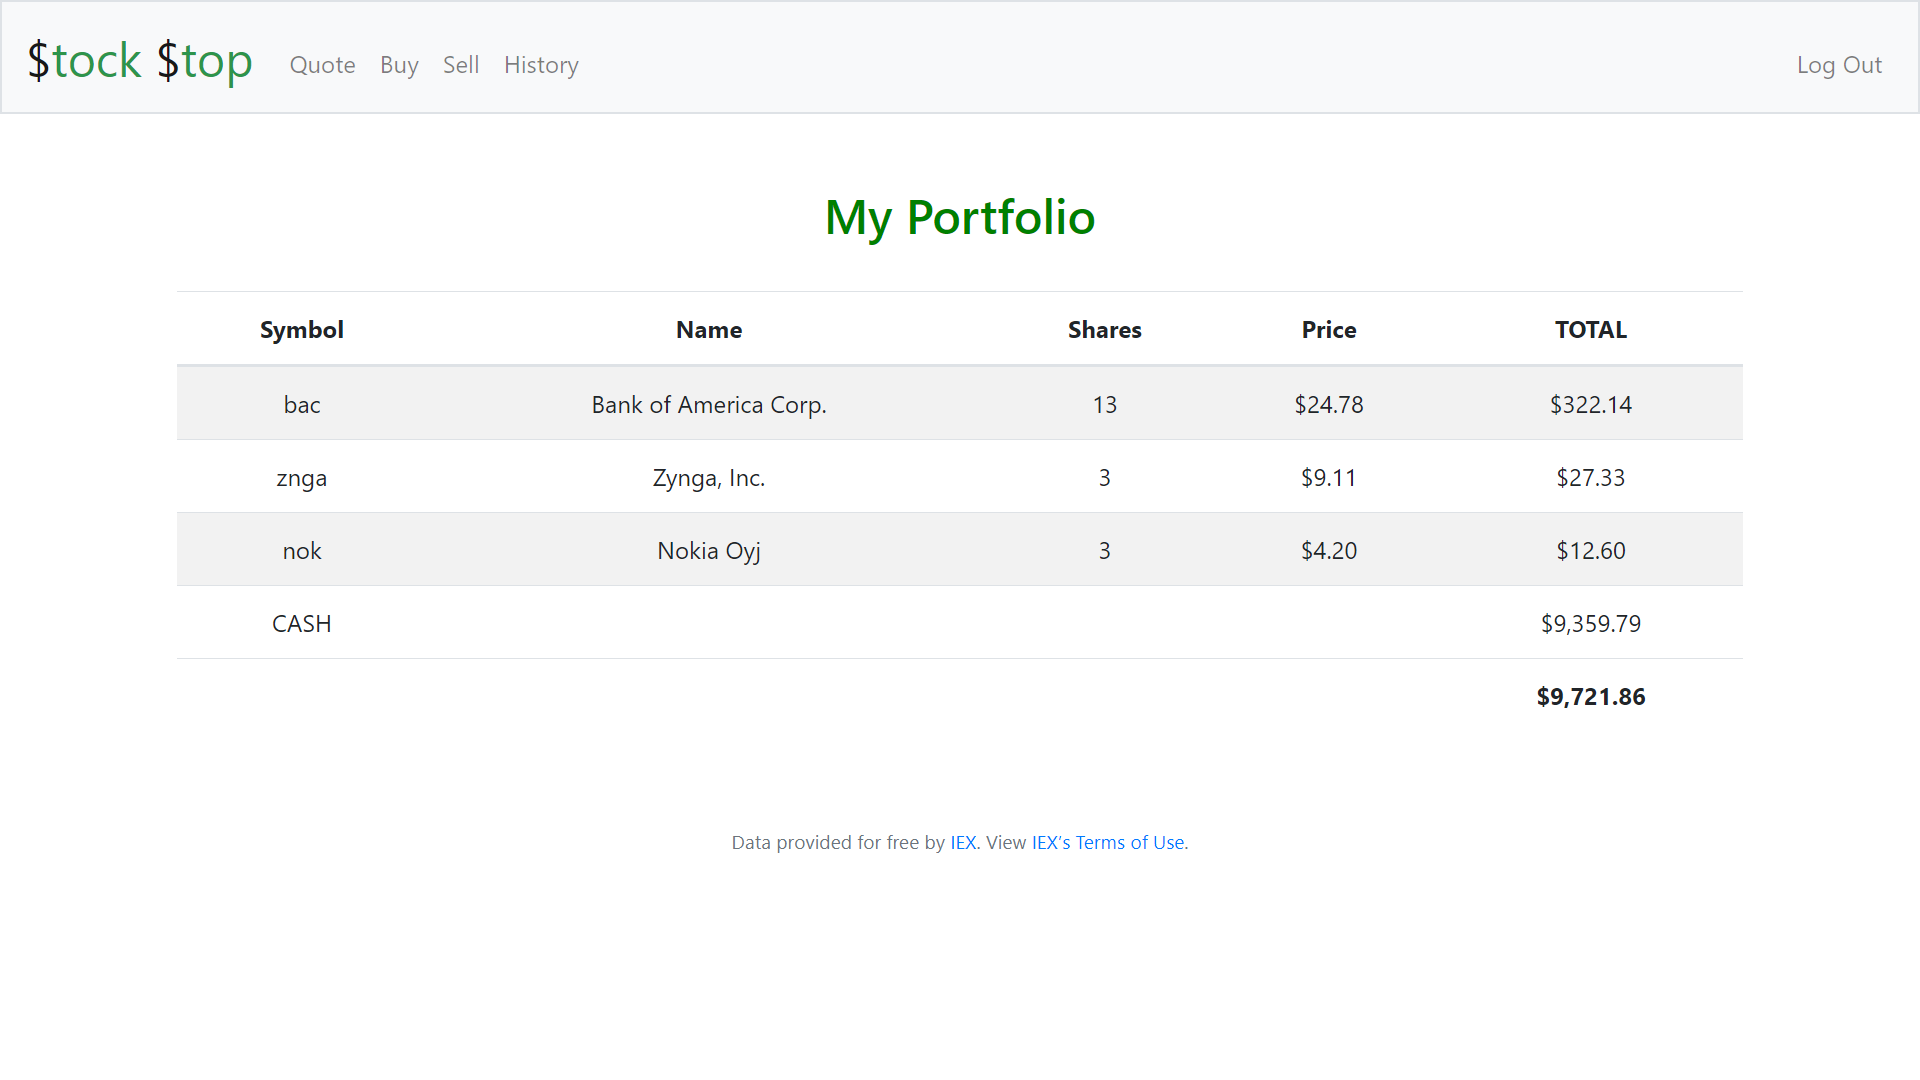 $tock $top Quote Buy Sell History Log Out
My Portfolio
Symbol Name Shares Price TOTAL
bac Bank of America Corp. 13 $24.78 $322.14
znga Zynga, Inc. 3 $9.11 $27.33
nok Nokia Oyj 3 $4.20 $12.60
CASH $9,359.79
$9,721.86
Data provided for free by IEX. View IEX’s Terms of Use.